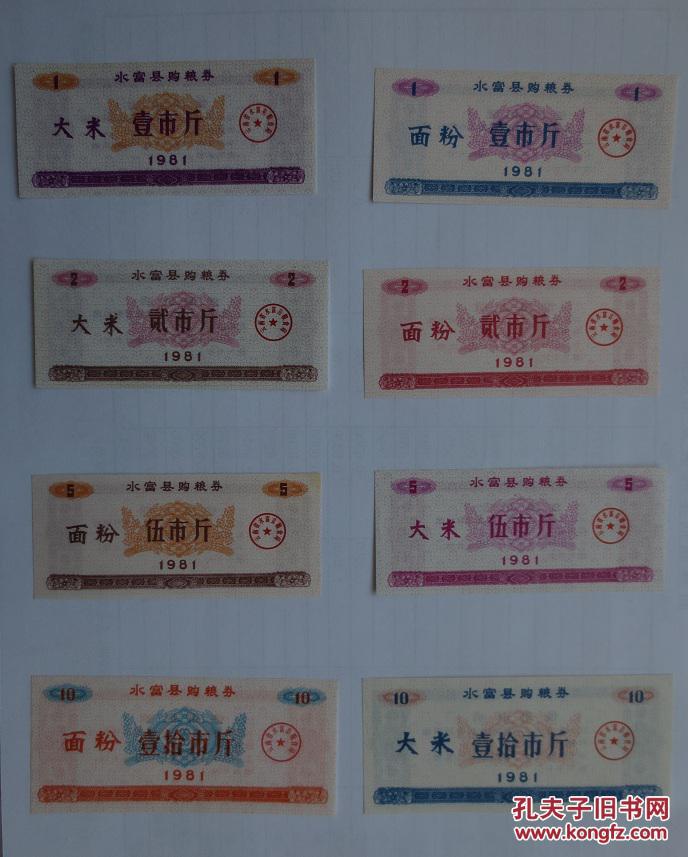 水富县购粮券
1 1
大米 壹市斤
1981
水富县购粮券
1 1
面粉 壹市斤
1981
水富县购粮券
2 2
大米 贰市斤
1981
水富县购粮券
2 2
面粉 贰市斤
1981
水富县购粮券
5 5
面粉 伍市斤
1981
水富县购粮券
5 5
大米 伍市斤
1981
水富县购粮券
10 10
面粉 壹拾市斤
1981
水富县购粮券
10 10
大米 壹拾市斤
1981
孔夫子旧书网
www.kongfz.com